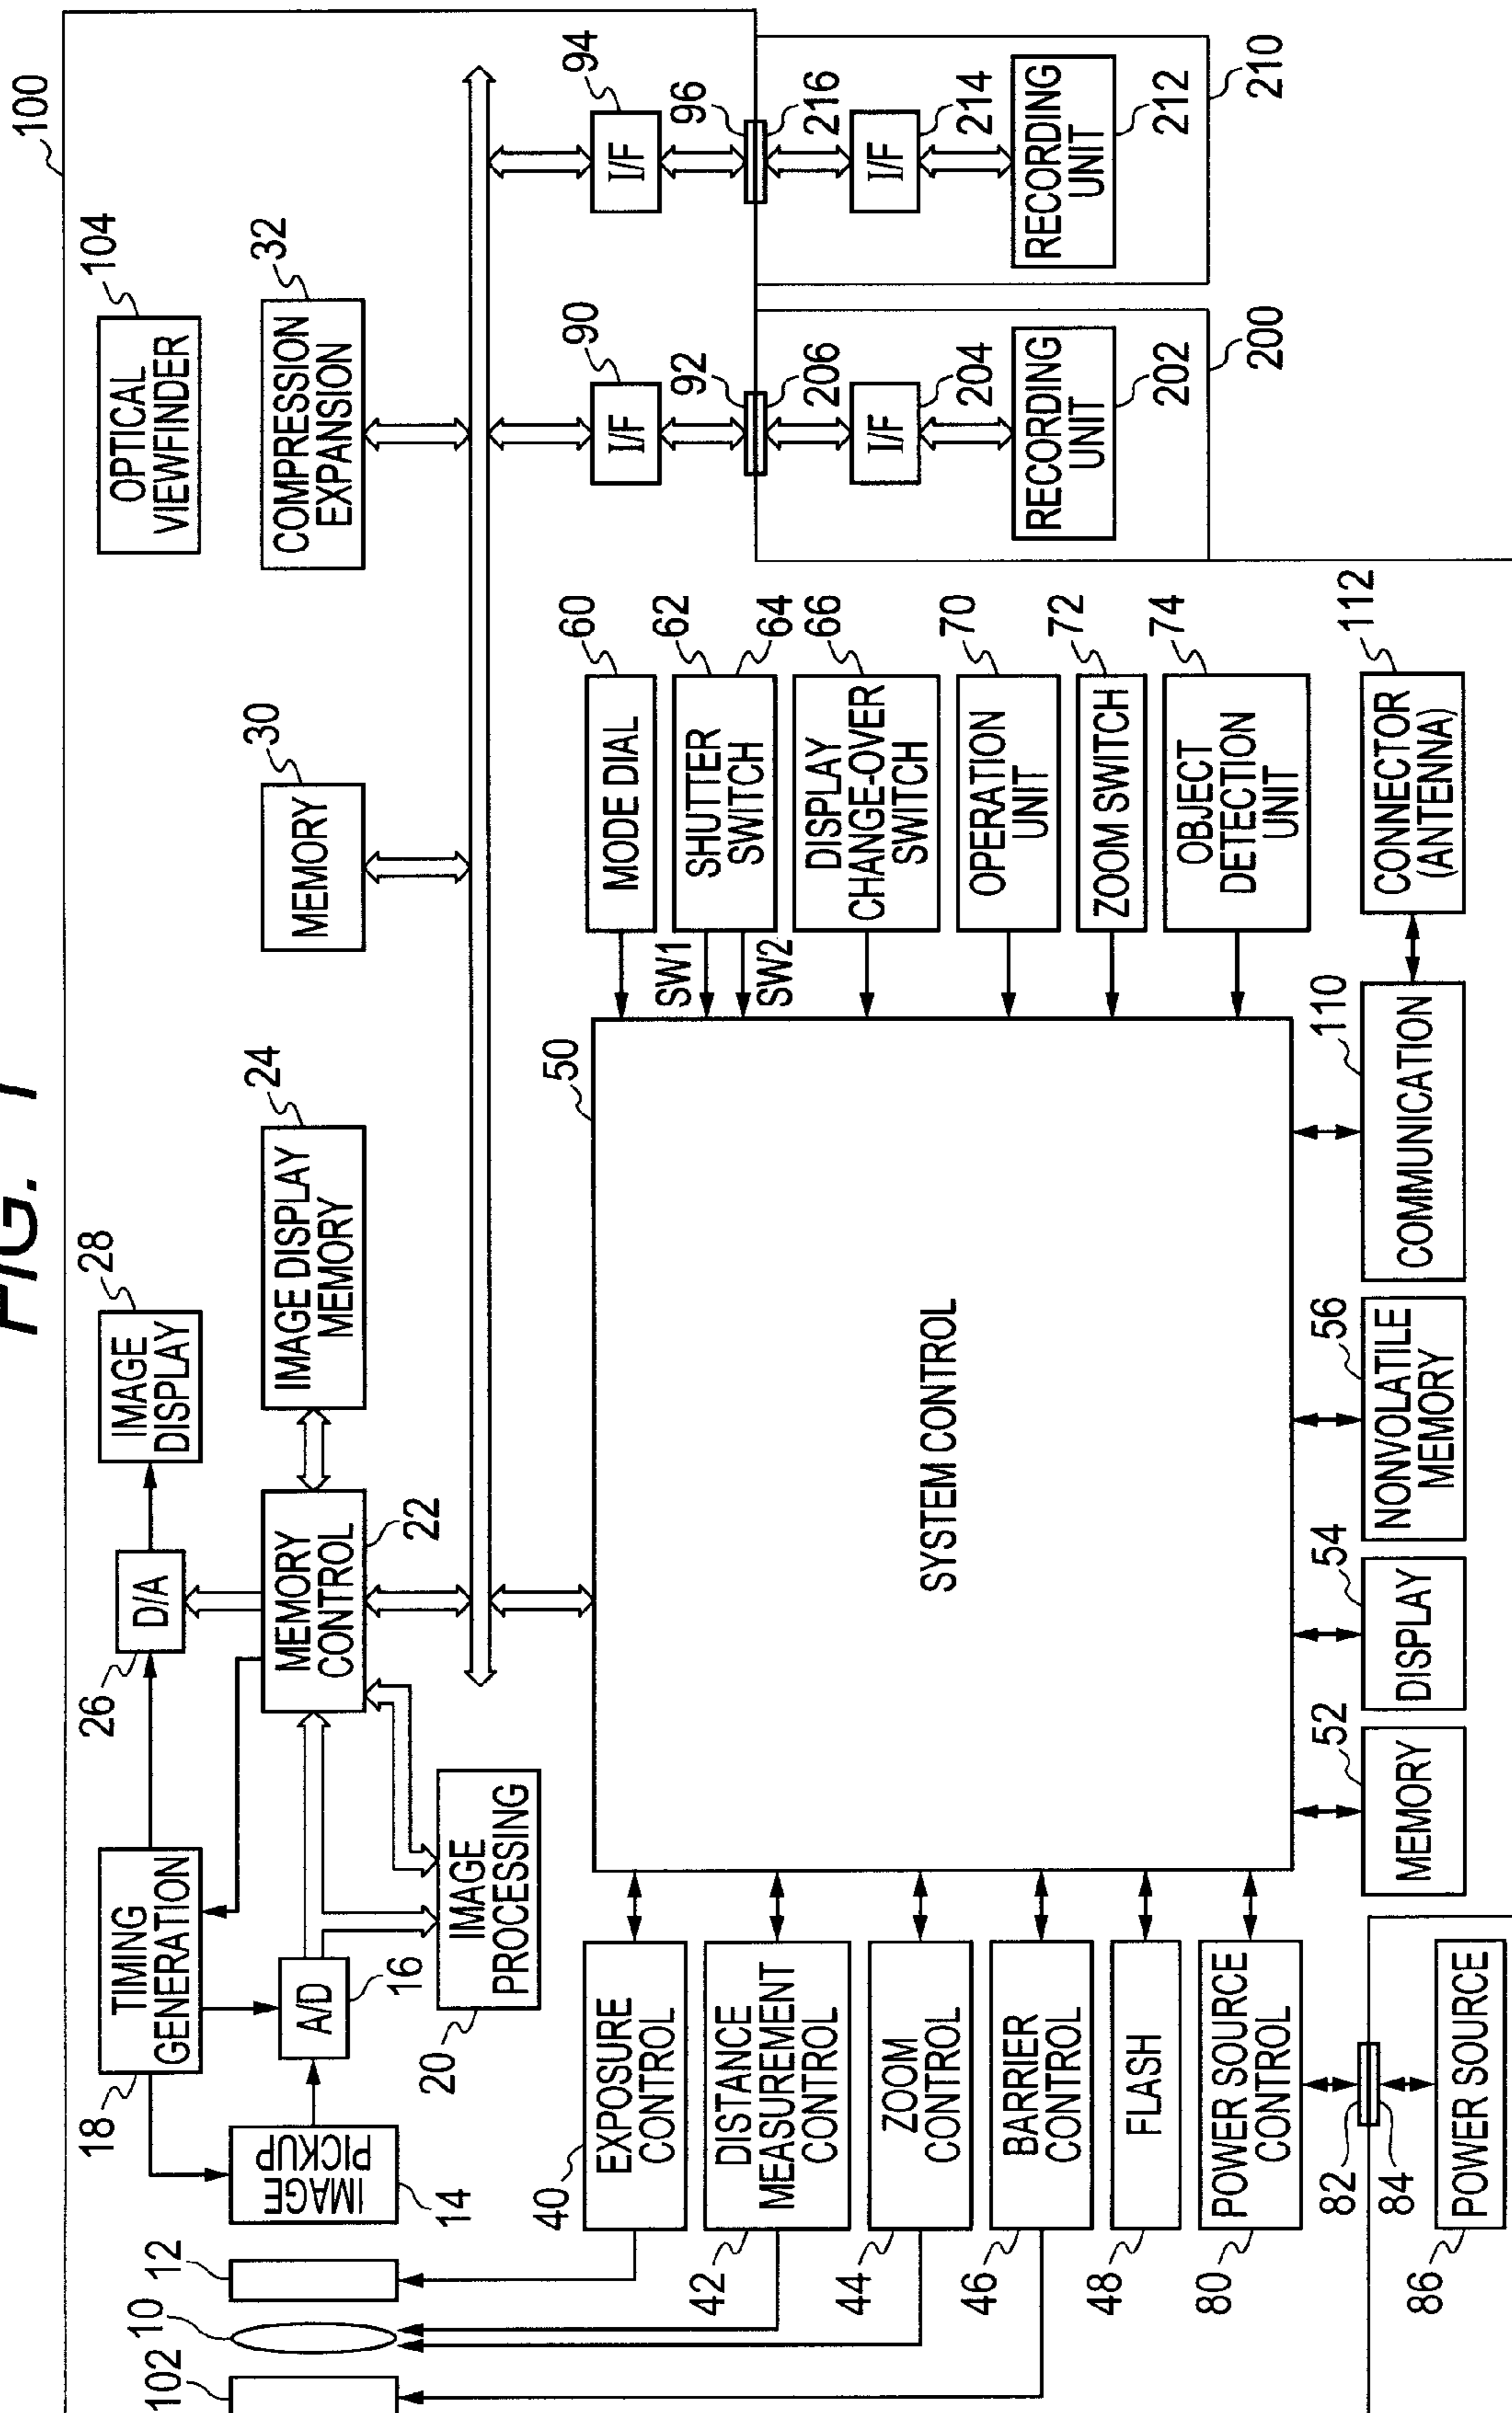 FIG. 1
100
104
OPTICAL
VIEWFINDER
32
COMPRESSION
EXPANSION
30
MEMORY
24
IMAGE DISPLAY
MEMORY
28
IMAGE
DISPLAY
26
D/A
MEMORY
CONTROL
22
18
TIMING
GENERATION
A/D
16
IMAGE
PROCESSING
20
IMAGE
PICKUP
14
12
10
102
94
I/F
96
216
I/F
214
RECORDING
UNIT
212
210
90
I/F
92
206
I/F
204
RECORDING
UNIT
202
200
60
MODE DIAL
62
SHUTTER
SWITCH
64
SW1
SW2
66
DISPLAY
CHANGE-OVER
SWITCH
70
OPERATION
UNIT
72
ZOOM SWITCH
74
OBJECT
DETECTION
UNIT
112
CONNECTOR
(ANTENNA)
50
SYSTEM CONTROL
110
COMMUNICATION
56
NONVOLATILE
MEMORY
54
DISPLAY
52
MEMORY
40
EXPOSURE
CONTROL
42
DISTANCE
MEASUREMENT
CONTROL
44
ZOOM
CONTROL
46
BARRIER
CONTROL
48
FLASH
80
POWER SOURCE
CONTROL
82
84
86
POWER SOURCE